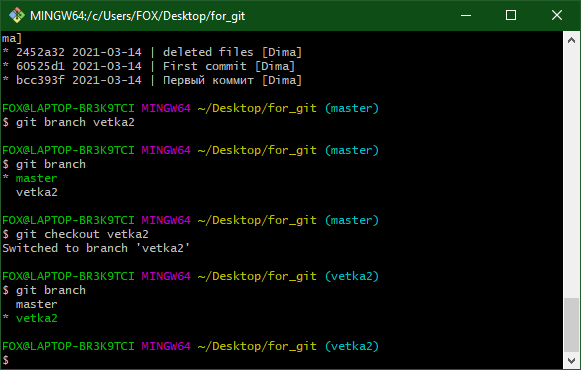 MINGW64:/c/Users/FOX/Desktop/for_git
ma]
* 2452a32 2021-03-14 | deleted files [Dima]
* 60525d1 2021-03-14 | First commit [Dima]
* bcc393f 2021-03-14 | Первый коммит [Dima]
FOX@LAPTOP-BR3K9TCI MINGW64 ~/Desktop/for_git (master)
$ git branch vetka2
FOX@LAPTOP-BR3K9TCI MINGW64 ~/Desktop/for_git (master)
$ git branch
* master
  vetka2
FOX@LAPTOP-BR3K9TCI MINGW64 ~/Desktop/for_git (master)
$ git checkout vetka2
Switched to branch 'vetka2'
FOX@LAPTOP-BR3K9TCI MINGW64 ~/Desktop/for_git (vetka2)
$ git branch
  master
* vetka2
FOX@LAPTOP-BR3K9TCI MINGW64 ~/Desktop/for_git (vetka2)
$